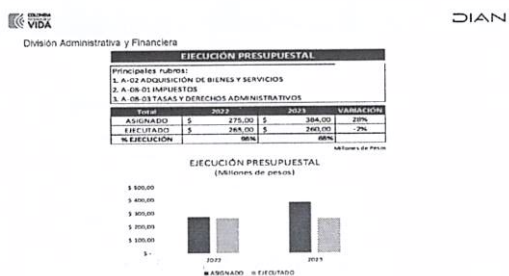 COLOMBIA
VIDA
DIAN
División Administrativa y Financiera
EJECUCIÓN PRESUPUESTAL
Principales rubros:
1. A-02 ADQUISICIÓN DE BIENES Y SERVICIOS
2. A-08-01 IMPUESTOS
3. A-08-03 TASAS Y DERECHOS ADMINISTRATIVOS
Total 2022 2023 VARIACIÓN
ASIGNADO $ 275,00 $ 384,00 28%
EJECUTADO $ 265,00 $ 260,00 -2%
% EJECUCIÓN 96% 68%
Millones de Pesos
EJECUCIÓN PRESUPUESTAL
(Millones de pesos)
$ 500,00
$ 400,00
$ 300,00
$ 200,00
$ 100,00
$ -
2022 2023
ASIGNADO EJECUTADO